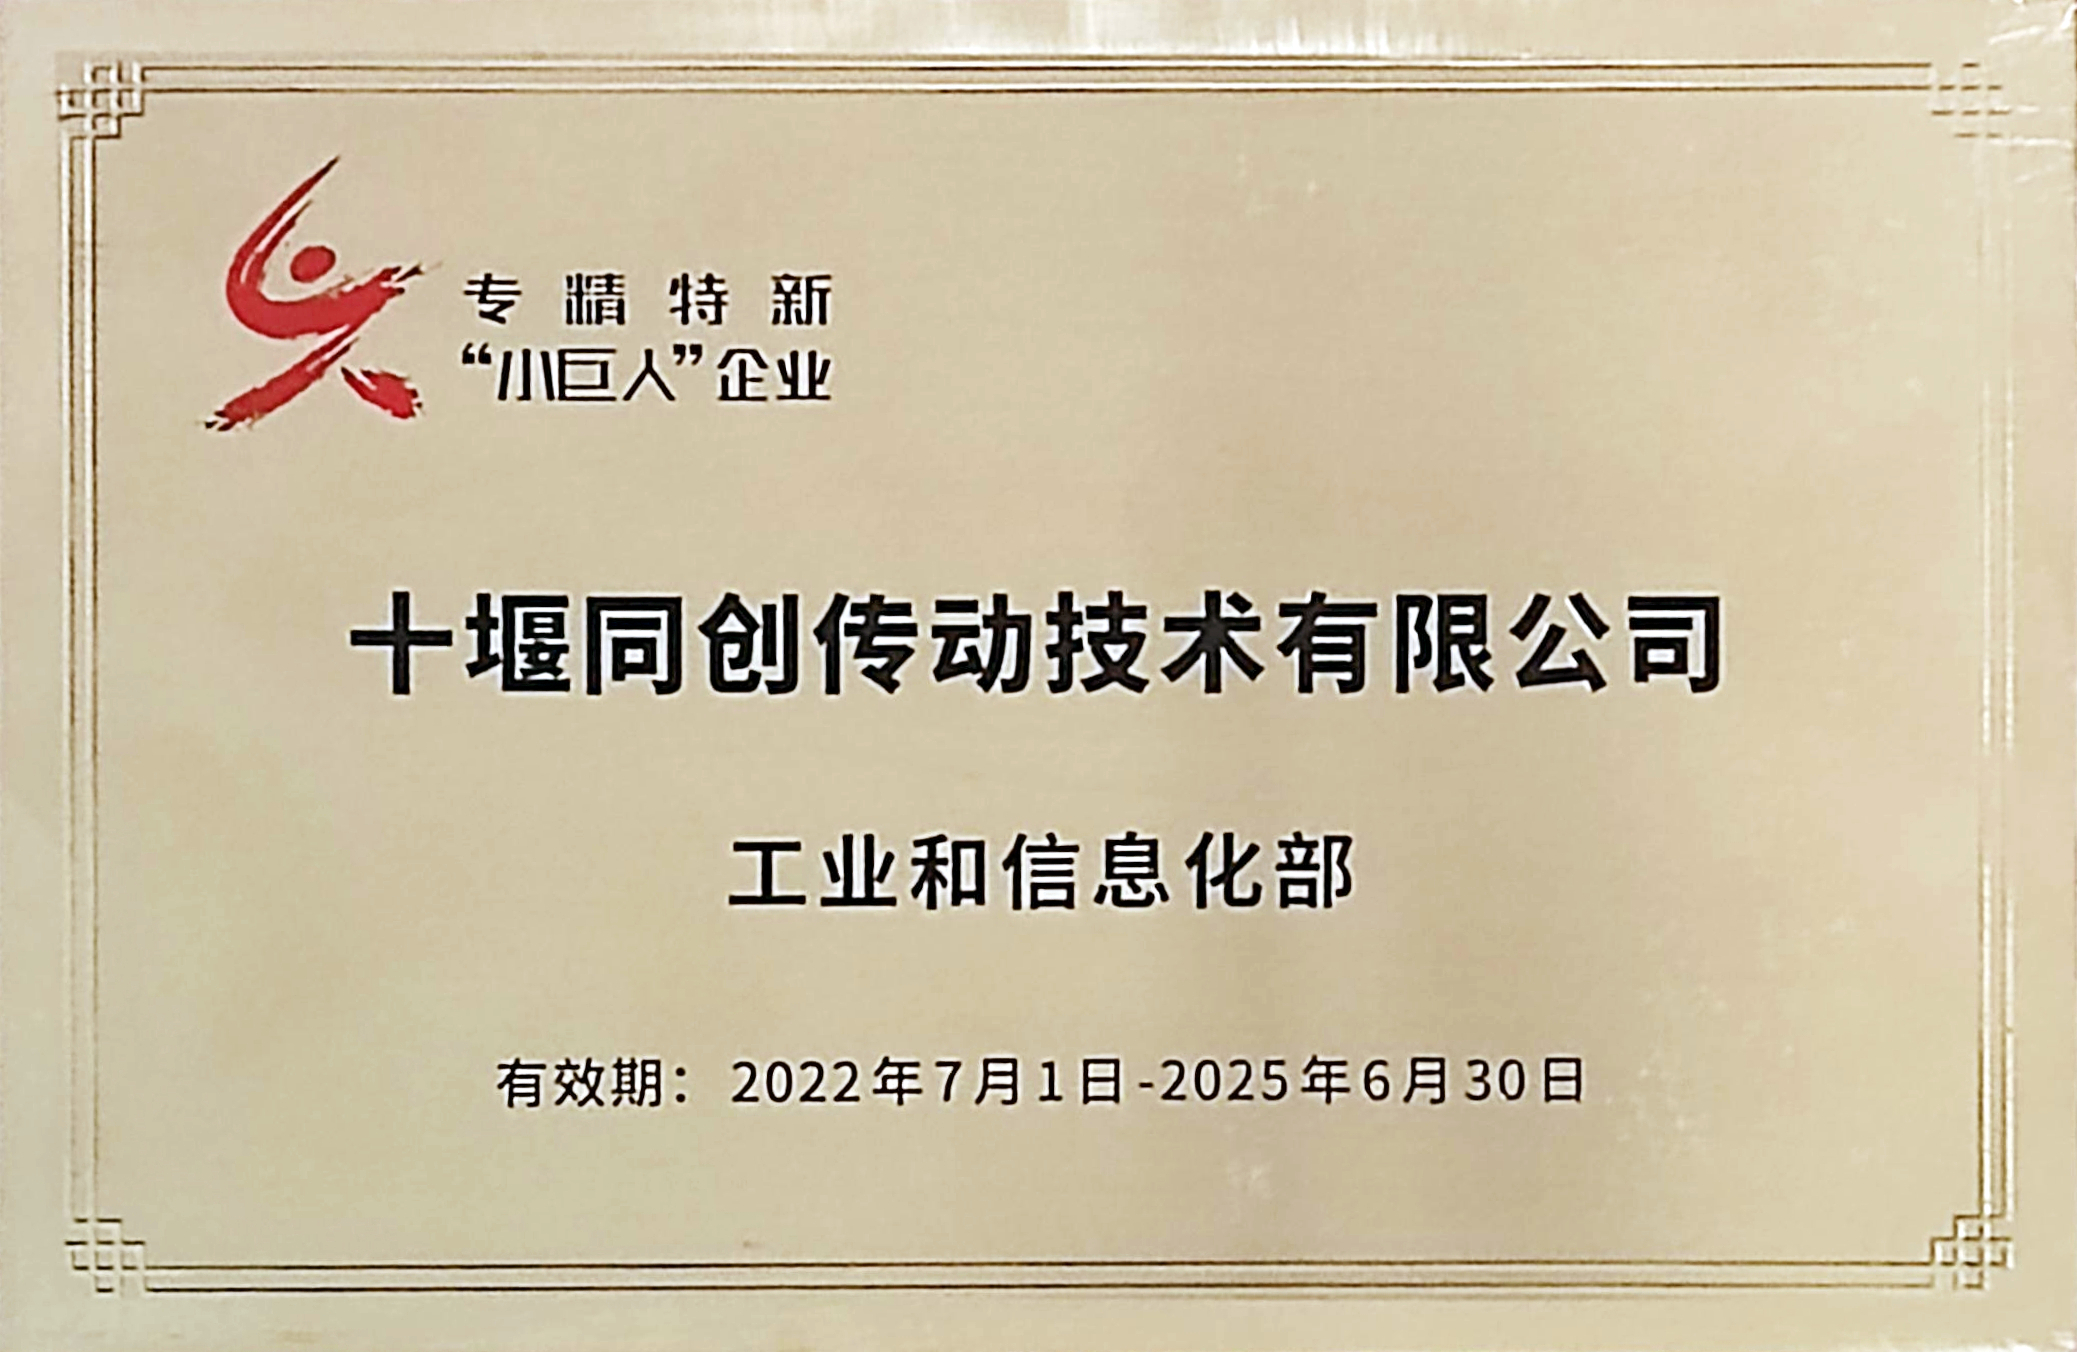 专精特新
“小巨人”企业
十堰同创传动技术有限公司
工业和信息化部
有效期：2022年7月1日-2025年6月30日